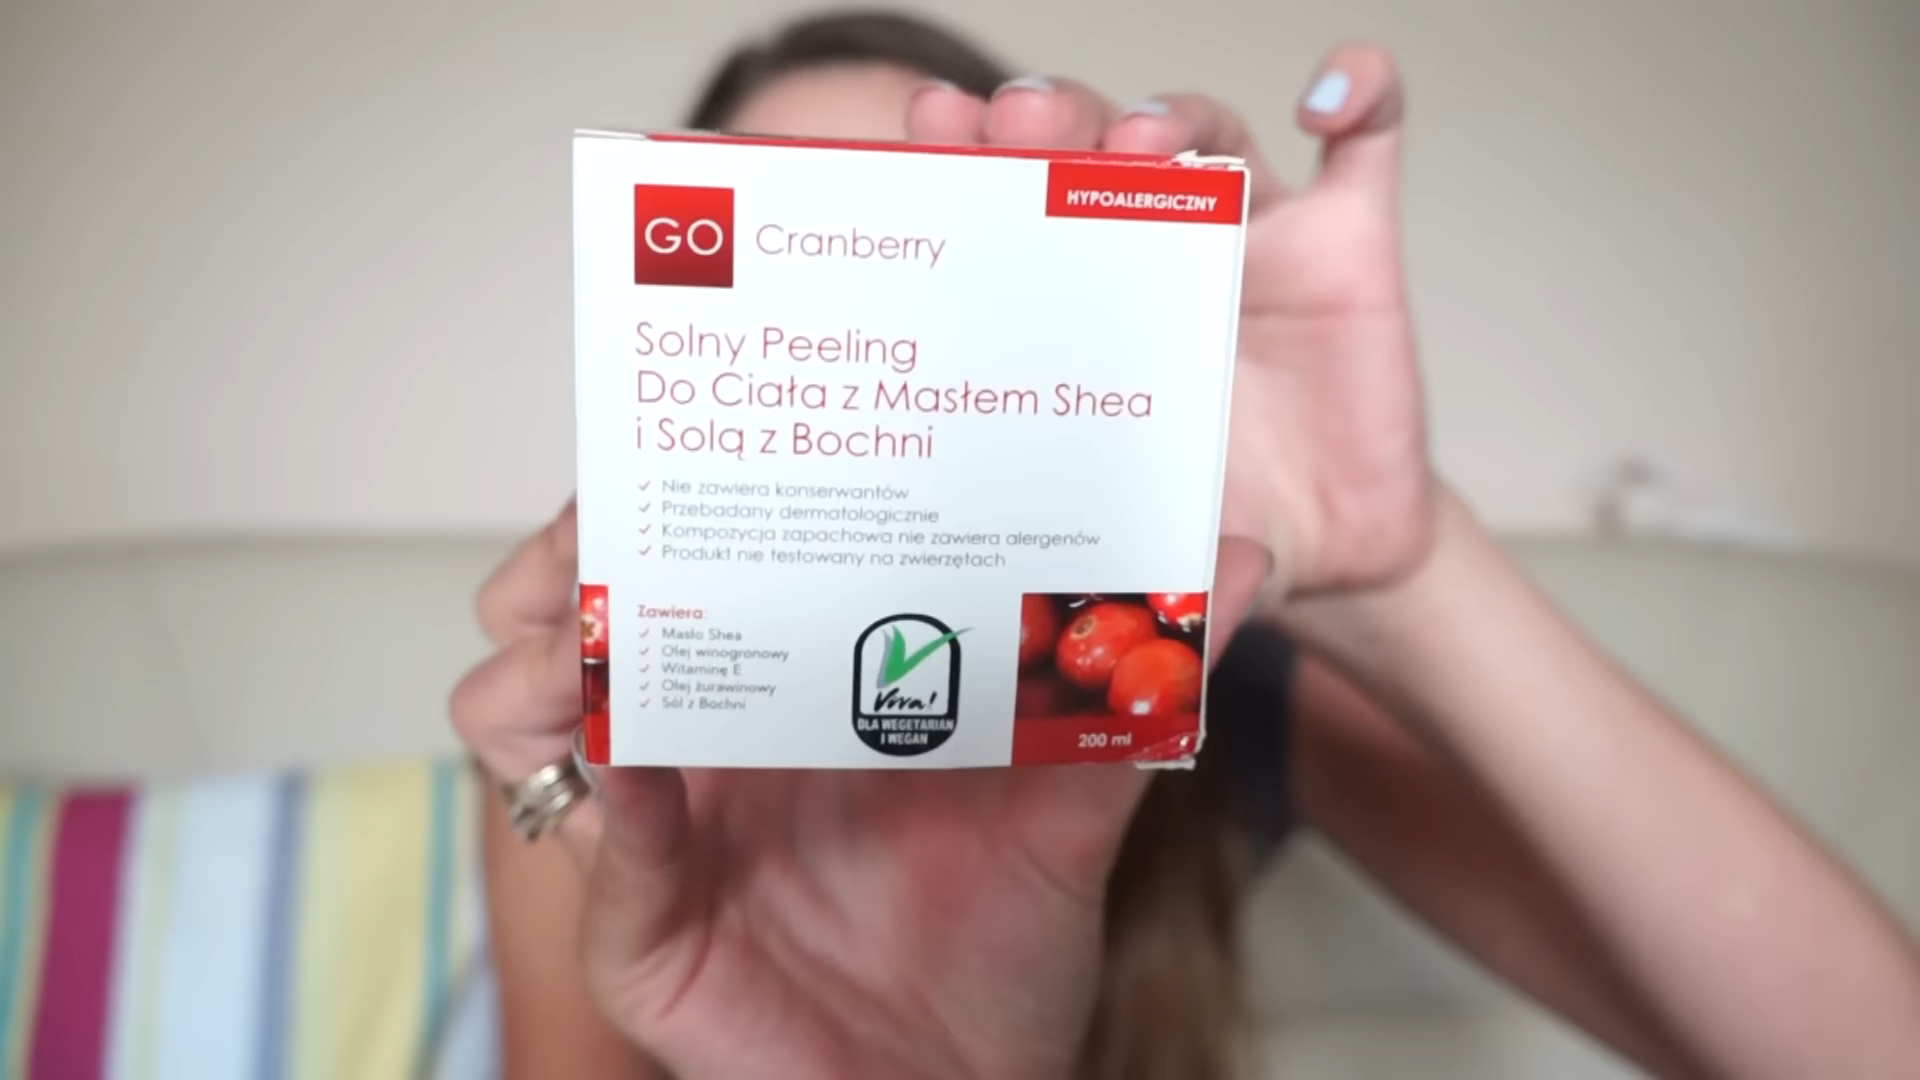 HYPOALERGICZNY
GO Cranberry
Solny Peeling
Do Ciała z Masłem Shea
i Solą z Bochni
Nie zawiera konserwantów
Przebadany dermatologicznie
Kompozycja zapachowa nie zawiera alergenów
Produkt nie testowany na zwierzętach
Zawiera:
Masło Shea
Olej winogronowy
Witaminę E
Olej żurawinowy
Sól z Bochni
Viva!
DLA WEGETARIAN
I WEGAN
200 ml